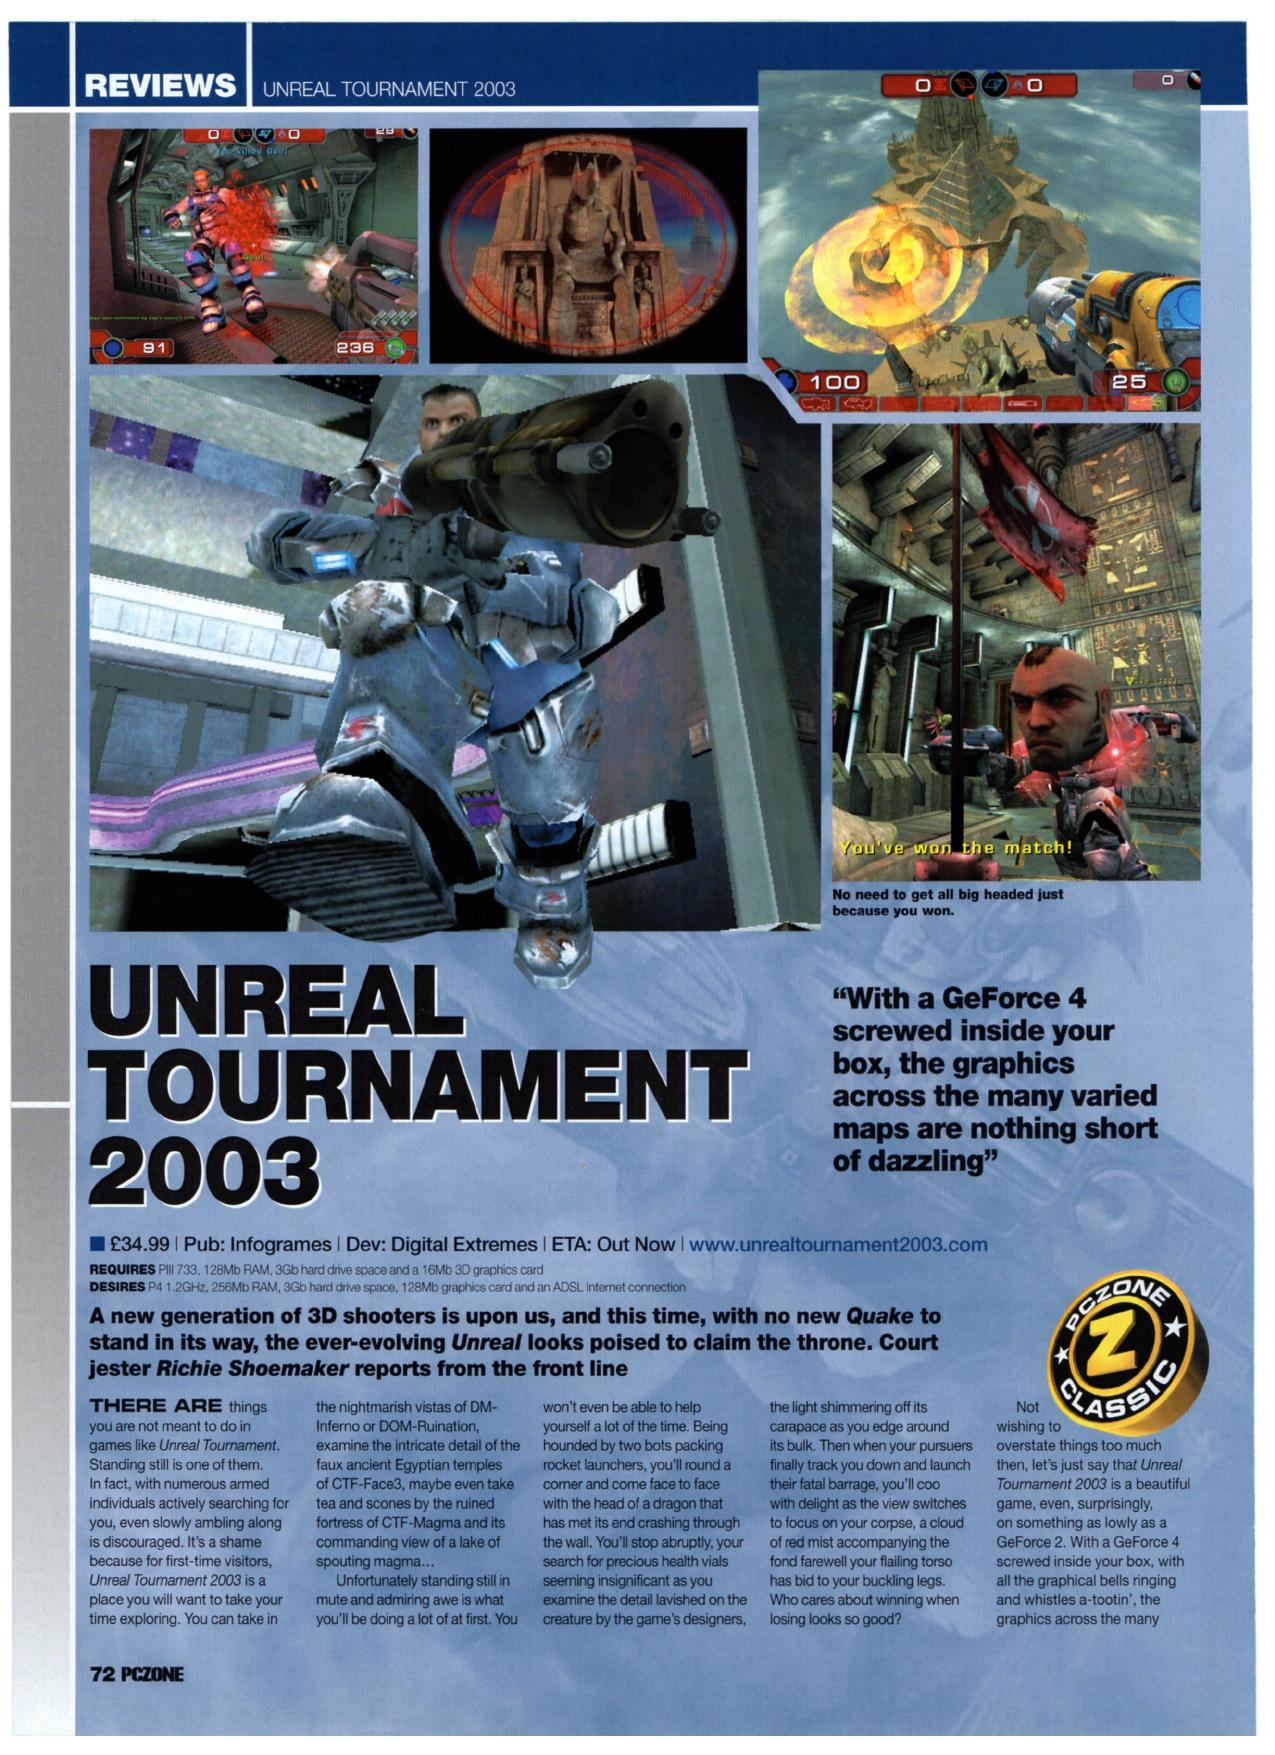 REVIEWS
UNREAL TOURNAMENT 2003
0 0
28
You killed Gaul
Gaul
91
236
0 0
0
100
25
You've won the match!
No need to get all big headed just
because you won.
UNREAL
TOURNAMENT
2003
“With a GeForce 4
screwed inside your
box, the graphics
across the many varied
maps are nothing short
of dazzling”
£34.99 | Pub: Infogrames | Dev: Digital Extremes | ETA: Out Now | www.unrealtournament2003.com
REQUIRES PIII 733, 128Mb RAM, 3Gb hard drive space and a 16Mb 3D graphics card
DESIRES P4 1.2GHz, 256Mb RAM, 3Gb hard drive space, 128Mb graphics card and an ADSL Internet connection
A new generation of 3D shooters is upon us, and this time, with no new Quake to
stand in its way, the ever-evolving Unreal looks poised to claim the throne. Court
jester Richie Shoemaker reports from the front line
PCZONE
Z
CLASSIC
THERE ARE things
you are not meant to do in
games like Unreal Tournament.
Standing still is one of them.
In fact, with numerous armed
individuals actively searching for
you, even slowly ambling along
is discouraged. It's a shame
because for first-time visitors,
Unreal Tournament 2003 is a
place you will want to take your
time exploring. You can take in
the nightmarish vistas of DM-
Inferno or DOM-Ruination,
examine the intricate detail of the
faux ancient Egyptian temples
of CTF-Face3, maybe even take
tea and scones by the ruined
fortress of CTF-Magma and its
commanding view of a lake of
spouting magma...
Unfortunately standing still in
mute and admiring awe is what
you'll be doing a lot of at first. You
won't even be able to help
yourself a lot of the time. Being
hounded by two bots packing
rocket launchers, you'll round a
corner and come face to face
with the head of a dragon that
has met its end crashing through
the wall. You'll stop abruptly, your
search for precious health vials
seeming insignificant as you
examine the detail lavished on the
creature by the game's designers,
the light shimmering off its
carapace as you edge around
its bulk. Then when your pursuers
finally track you down and launch
their fatal barrage, you'll coo
with delight as the view switches
to focus on your corpse, a cloud
of red mist accompanying the
fond farewell your flailing torso
has bid to your buckling legs.
Who cares about winning when
losing looks so good?
Not
wishing to
overstate things too much
then, let's just say that Unreal
Tournament 2003 is a beautiful
game, even, surprisingly,
on something as lowly as a
GeForce 2. With a GeForce 4
screwed inside your box, with
all the graphical bells ringing
and whistles a-tootin', the
graphics across the many
72 PCZONE